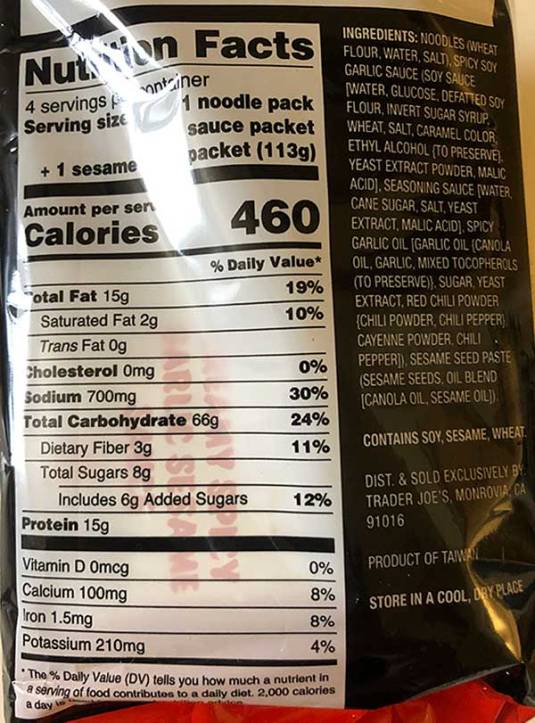 Nutrition Facts
4 servings per container
Serving size 1 noodle pack
sauce packet
+ 1 sesame packet (113g)
Amount per serv
Calories 460
% Daily Value*
Total Fat 15g 19%
Saturated Fat 2g 10%
Trans Fat 0g
Cholesterol 0mg 0%
Sodium 700mg 30%
Total Carbohydrate 66g 24%
Dietary Fiber 3g 11%
Total Sugars 8g
Includes 6g Added Sugars 12%
Protein 15g
Vitamin D 0mcg 0%
Calcium 100mg 8%
Iron 1.5mg 8%
Potassium 210mg 4%
* The % Daily Value (DV) tells you how much a nutrient in
a serving of food contributes to a daily diet. 2,000 calories
a day
INGREDIENTS: NOODLES (WHEAT
FLOUR, WATER, SALT), SPICY SOY
GARLIC SAUCE (SOY SAUCE
[WATER, GLUCOSE, DEFATTED SOY
FLOUR, INVERT SUGAR SYRUP,
WHEAT, SALT, CARAMEL COLOR,
ETHYL ALCOHOL (TO PRESERVE),
YEAST EXTRACT POWDER, MALIC
ACID], SEASONING SAUCE [WATER,
CANE SUGAR, SALT, YEAST
EXTRACT, MALIC ACID], SPICY
GARLIC OIL [GARLIC OIL {CANOLA
OIL, GARLIC, MIXED TOCOPHEROLS
(TO PRESERVE)}, SUGAR, YEAST
EXTRACT, RED CHILI POWDER
{CHILI POWDER, CHILI PEPPER}
CAYENNE POWDER, CHILI
PEPPER]), SESAME SEED PASTE
(SESAME SEEDS, OIL BLEND
[CANOLA OIL, SESAME OIL]).
CONTAINS SOY, SESAME, WHEAT.
DIST. & SOLD EXCLUSIVELY BY:
TRADER JOE'S, MONROVIA, CA
91016
PRODUCT OF TAIWAN
STORE IN A COOL, DRY PLACE